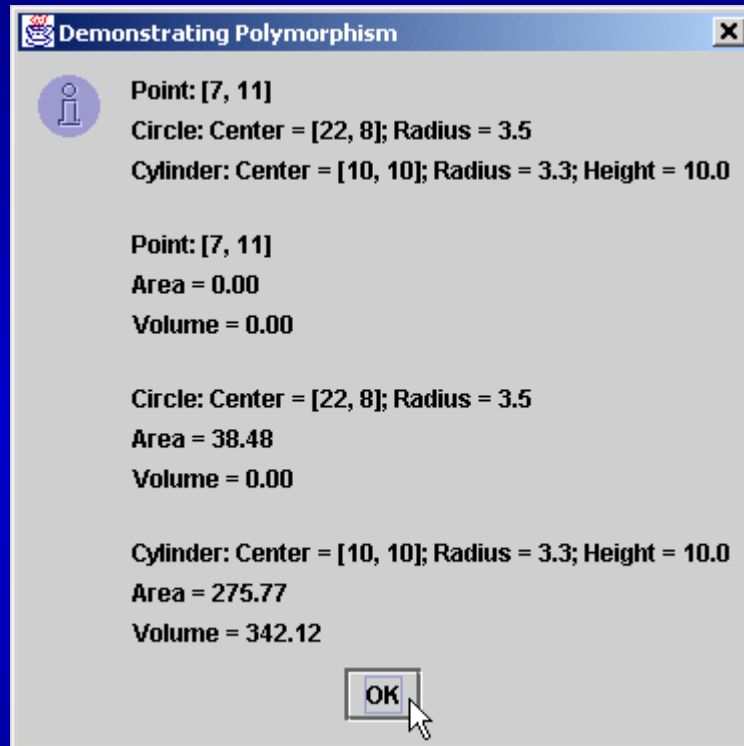 Demonstrating Polymorphism
Point: [7, 11]
Circle: Center = [22, 8]; Radius = 3.5
Cylinder: Center = [10, 10]; Radius = 3.3; Height = 10.0
Point: [7, 11]
Area = 0.00
Volume = 0.00
Circle: Center = [22, 8]; Radius = 3.5
Area = 38.48
Volume = 0.00
Cylinder: Center = [10, 10]; Radius = 3.3; Height = 10.0
Area = 275.77
Volume = 342.12
OK